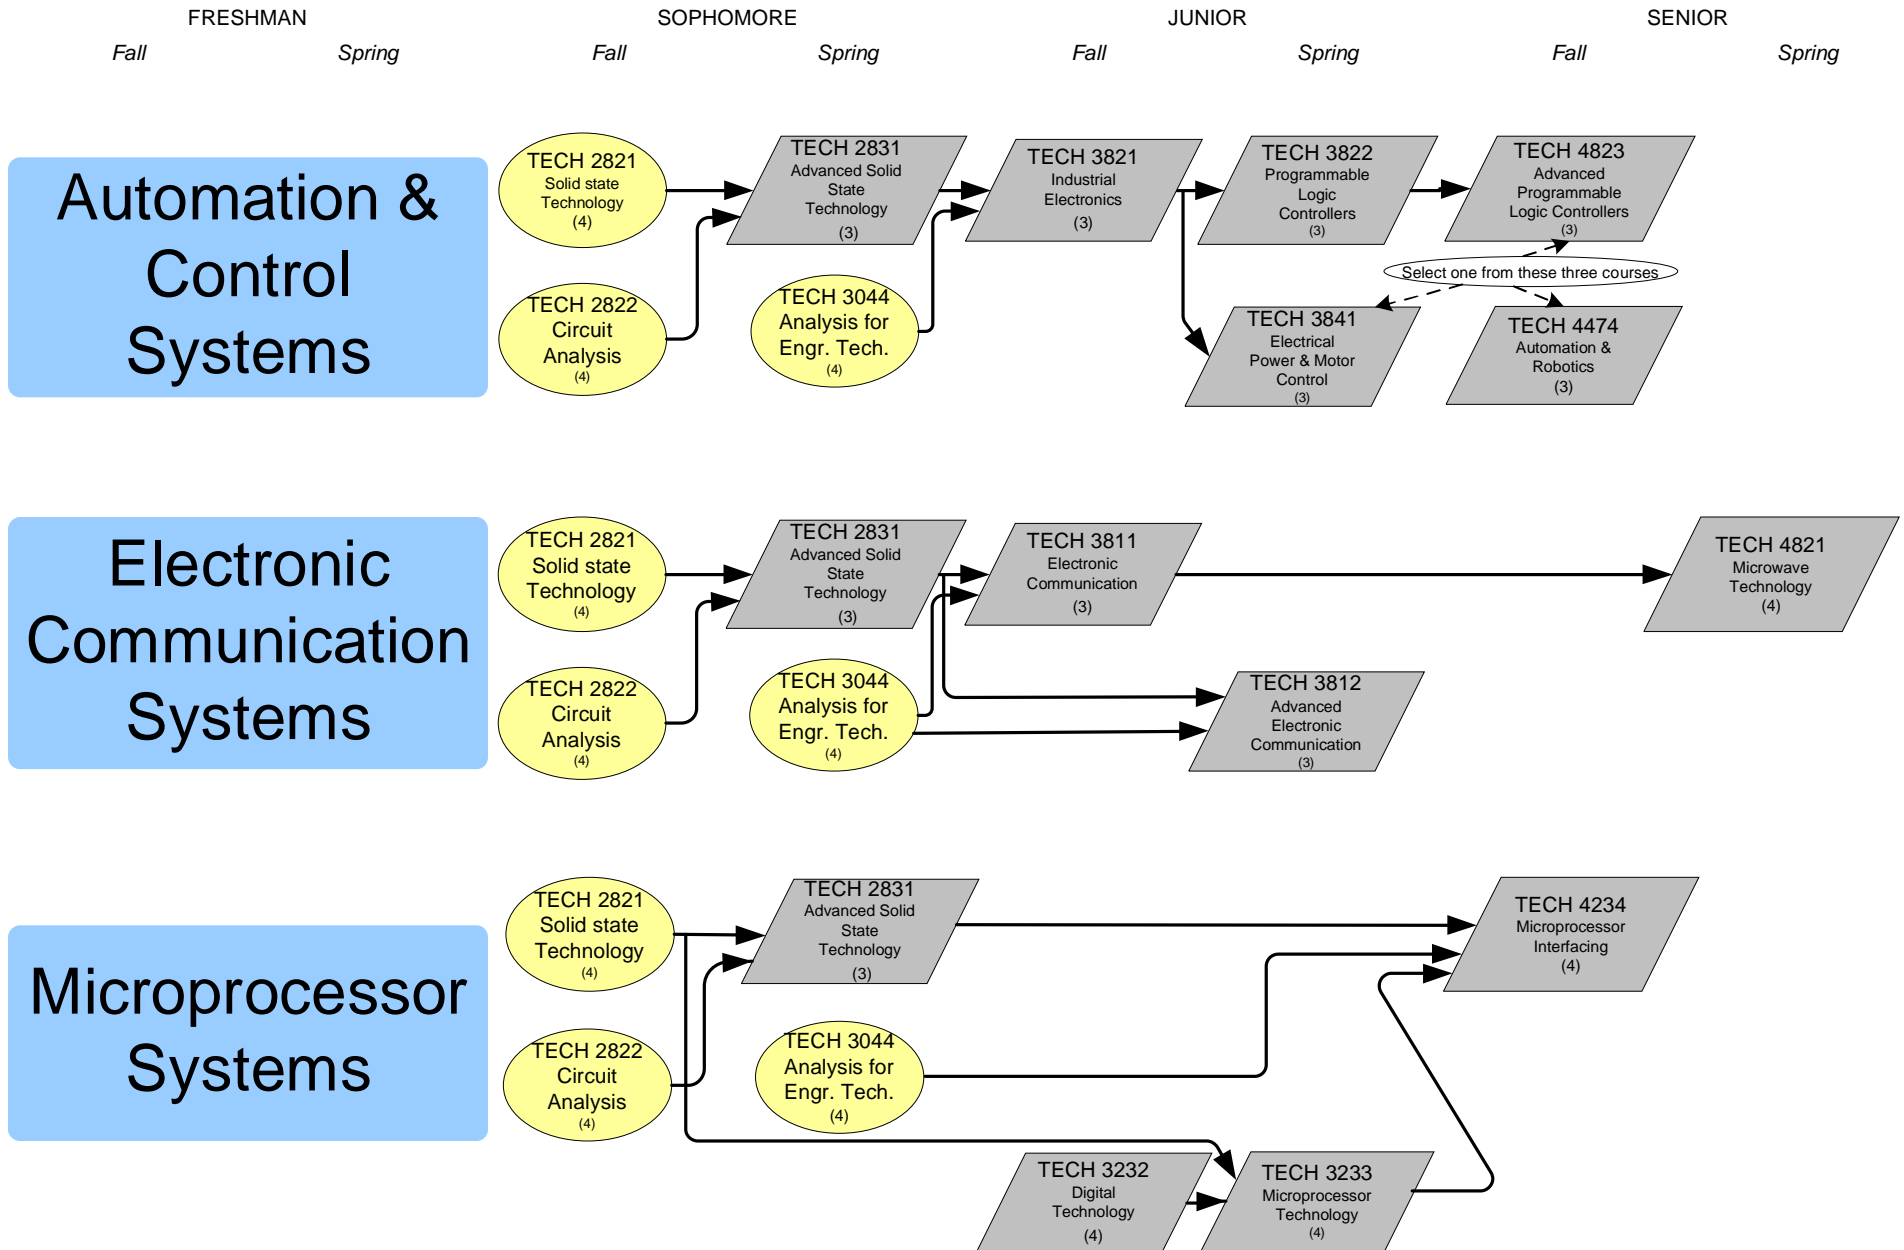 FRESHMAN
SOPHOMORE
JUNIOR
SENIOR
Fall
Spring
Fall
Spring
Fall
Spring
Fall
Spring
Automation &
Control
Systems
TECH 2821
Solid state
Technology
(4)
TECH 2822
Circuit
Analysis
(4)
TECH 2831
Advanced Solid
State
Technology
(3)
TECH 3044
Analysis for
Engr. Tech.
(4)
TECH 3821
Industrial
Electronics
(3)
TECH 3822
Programmable
Logic
Controllers
(3)
TECH 3841
Electrical
Power & Motor
Control
(3)
TECH 4823
Advanced
Programmable
Logic Controllers
(3)
Select one from these three courses
TECH 4474
Automation &
Robotics
(3)
Electronic
Communication
Systems
TECH 2821
Solid state
Technology
(4)
TECH 2822
Circuit
Analysis
(4)
TECH 2831
Advanced Solid
State
Technology
(3)
TECH 3044
Analysis for
Engr. Tech.
(4)
TECH 3811
Electronic
Communication
(3)
TECH 3812
Advanced
Electronic
Communication
(3)
TECH 4821
Microwave
Technology
(4)
Microprocessor
Systems
TECH 2821
Solid state
Technology
(4)
TECH 2822
Circuit
Analysis
(4)
TECH 2831
Advanced Solid
State
Technology
(3)
TECH 3044
Analysis for
Engr. Tech.
(4)
TECH 3232
Digital
Technology
(4)
TECH 3233
Microprocessor
Technology
(4)
TECH 4234
Microprocessor
Interfacing
(4)